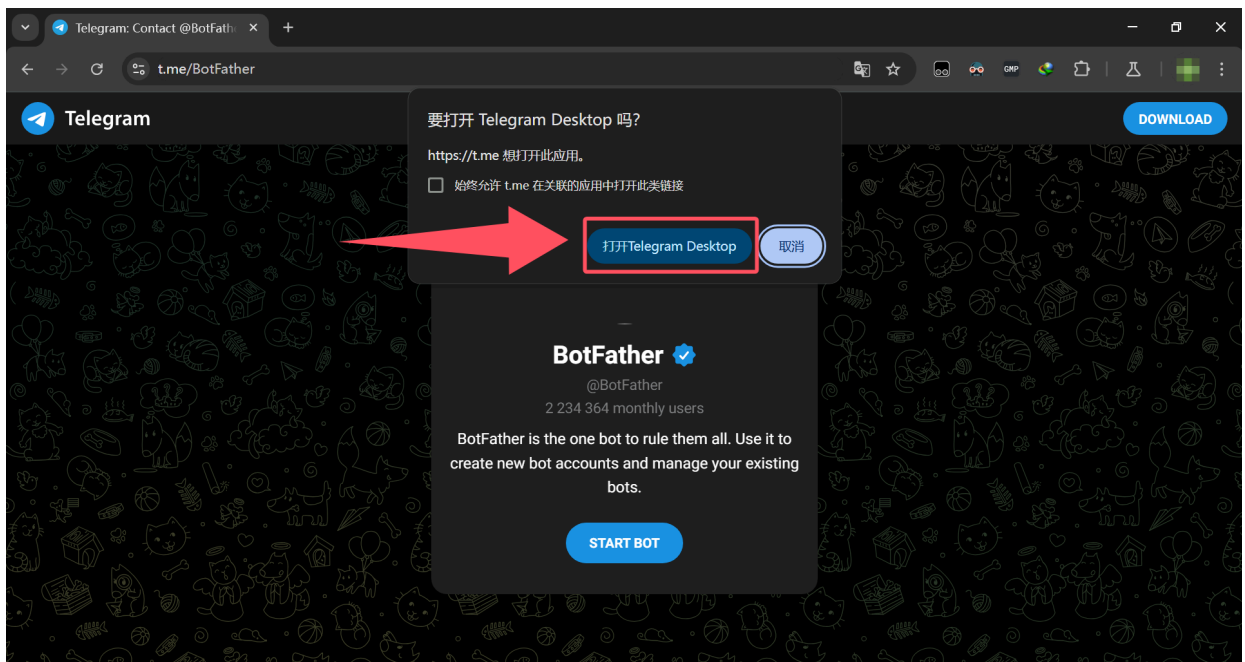 Telegram: Contact @BotFath
t.me/BotFather
GMP
Telegram
DOWNLOAD
要打开 Telegram Desktop 吗?
https://t.me 想打开此应用。
始终允许 t.me 在关联的应用中打开此类链接
打开Telegram Desktop
取消
BotFather
@BotFather
2 234 364 monthly users
BotFather is the one bot to rule them all. Use it to
create new bot accounts and manage your existing
bots.
START BOT